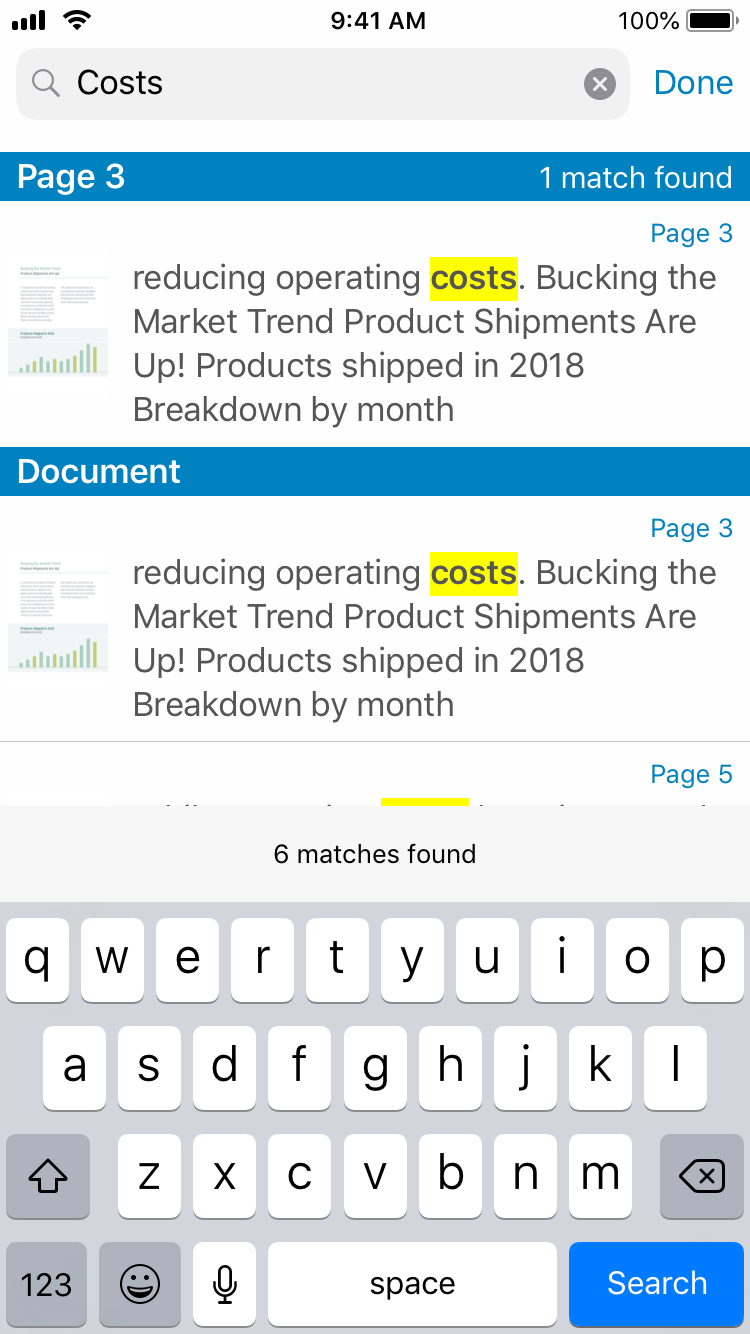 9:41 AM 100%
Costs Done
Page 3 1 match found
Page 3
reducing operating costs. Bucking the
Market Trend Product Shipments Are
Up! Products shipped in 2018
Breakdown by month
Document
Page 3
reducing operating costs. Bucking the
Market Trend Product Shipments Are
Up! Products shipped in 2018
Breakdown by month
Page 5
6 matches found
q w e r t y u i o p
a s d f g h j k l
z x c v b n m
123 space Search